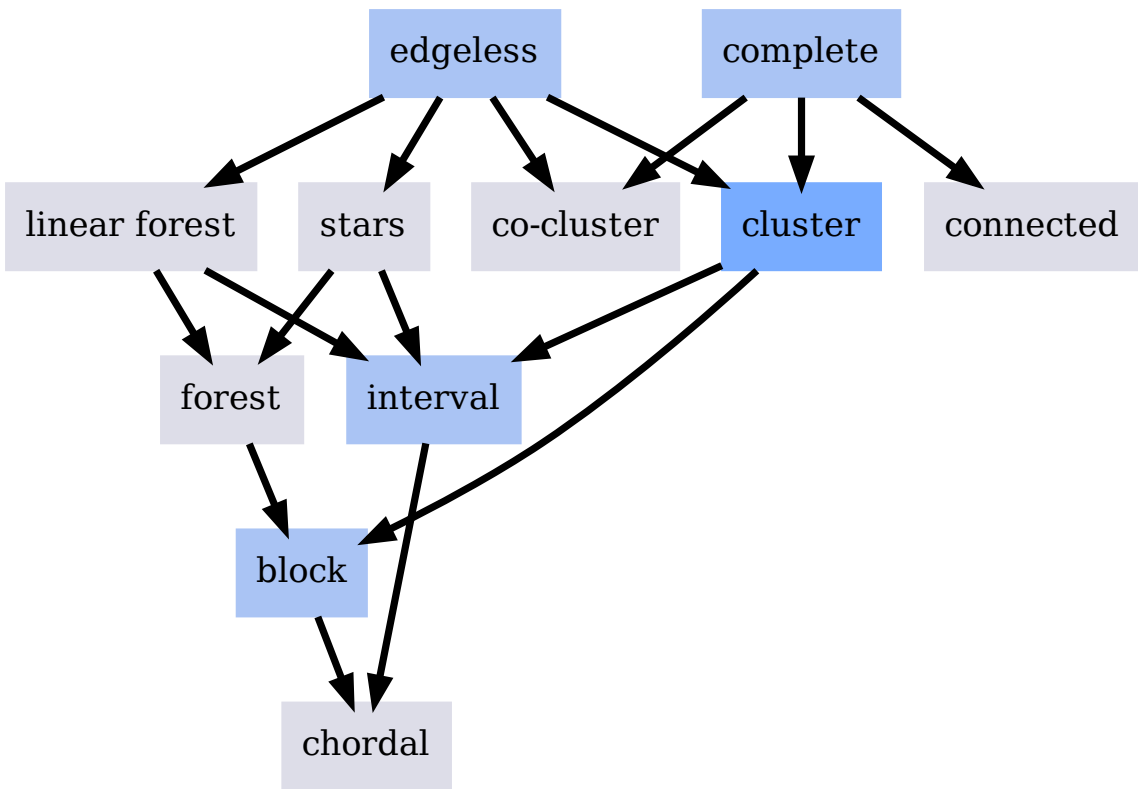 edgeless
complete
linear forest
stars
co-cluster
cluster
connected
forest
interval
block
chordal